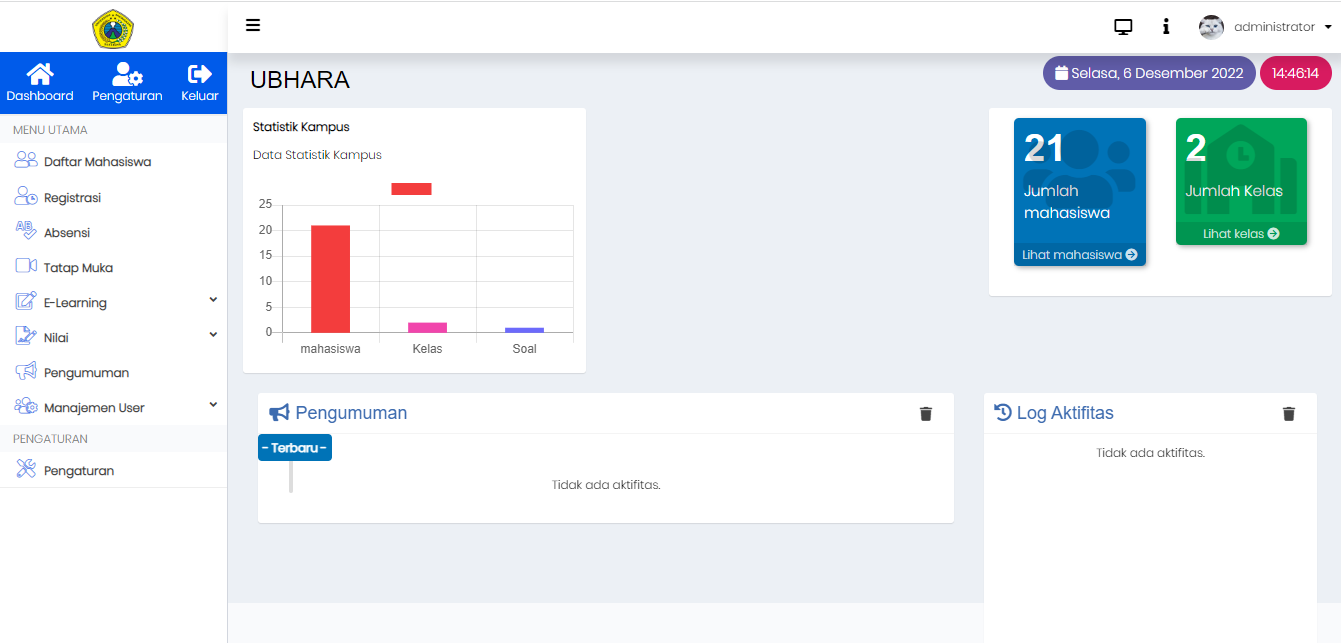 administrator
Dashboard
Pengaturan
Keluar
MENU UTAMA
Daftar Mahasiswa
Registrasi
Absensi
Tatap Muka
E-Learning
Nilai
Pengumuman
Manajemen User
PENGATURAN
Pengaturan
UBHARA
Selasa, 6 Desember 2022
14:46:14
Statistik Kampus
Data Statistik Kampus
25
20
15
10
5
0
mahasiswa
Kelas
Soal
21
Jumlah
mahasiswa
Lihat mahasiswa
2
Jumlah Kelas
Lihat kelas
Pengumuman
- Terbaru -
Tidak ada aktifitas.
Log Aktifitas
Tidak ada aktifitas.